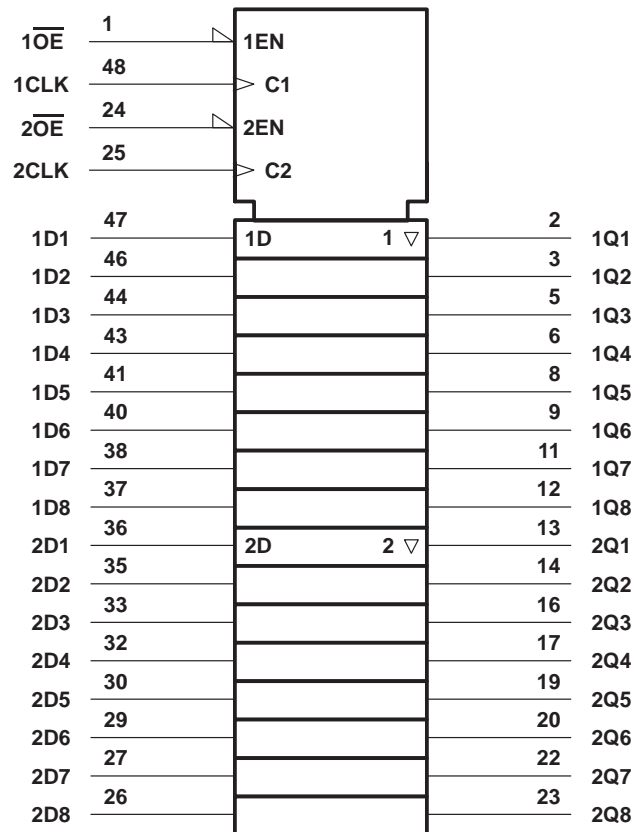 1O̅E̅ 1 1EN
1CLK 48 C1
2O̅E̅ 24 2EN
2CLK 25 C2
1D1 47 1D 1 ▽ 2 1Q1
1D2 46 3 1Q2
1D3 44 5 1Q3
1D4 43 6 1Q4
1D5 41 8 1Q5
1D6 40 9 1Q6
1D7 38 11 1Q7
1D8 37 12 1Q8
2D1 36 2D 2 ▽ 13 2Q1
2D2 35 14 2Q2
2D3 33 16 2Q3
2D4 32 17 2Q4
2D5 30 19 2Q5
2D6 29 20 2Q6
2D7 27 22 2Q7
2D8 26 23 2Q8